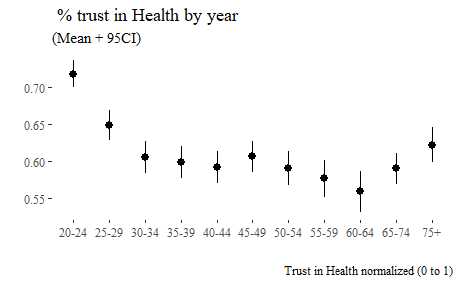 % trust in Health by year
(Mean + 95CI)
0.70
0.65
0.60
0.55
20-24 25-29 30-34 35-39 40-44 45-49 50-54 55-59 60-64 65-74 75+
Trust in Health normalized (0 to 1)